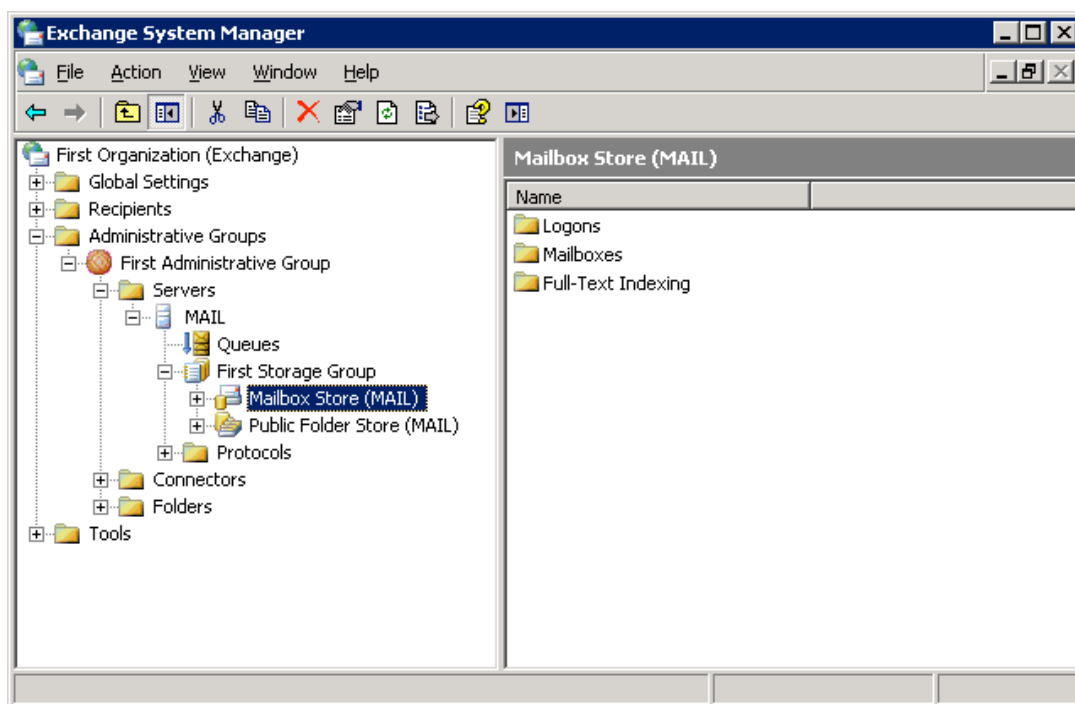 Exchange System Manager
File Action View Window Help
First Organization (Exchange)
Global Settings
Recipients
Administrative Groups
First Administrative Group
Servers
MAIL
Queues
First Storage Group
Mailbox Store (MAIL)
Public Folder Store (MAIL)
Protocols
Connectors
Folders
Tools
Mailbox Store (MAIL)
Name
Logons
Mailboxes
Full-Text Indexing